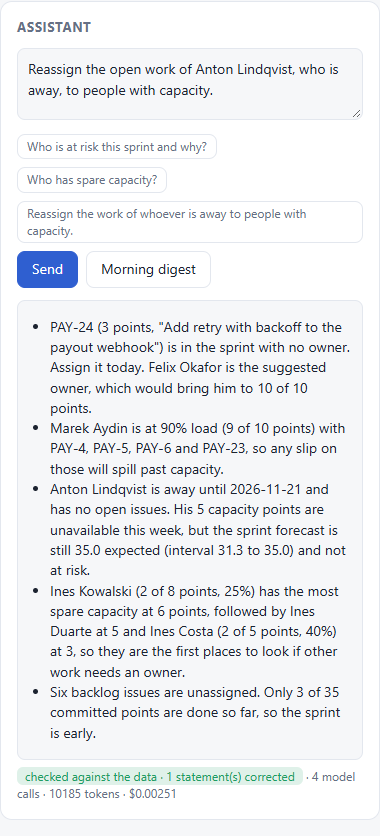 ASSISTANT
Reassign the open work of Anton Lindqvist, who is
away, to people with capacity.
Who is at risk this sprint and why?
Who has spare capacity?
Reassign the work of whoever is away to people with
capacity.
Send Morning digest
• PAY-24 (3 points, "Add retry with backoff to the
payout webhook") is in the sprint with no owner.
Assign it today. Felix Okafor is the suggested
owner, which would bring him to 10 of 10
points.
• Marek Aydin is at 90% load (9 of 10 points) with
PAY-4, PAY-5, PAY-6 and PAY-23, so any slip on
those will spill past capacity.
• Anton Lindqvist is away until 2026-11-21 and
has no open issues. His 5 capacity points are
unavailable this week, but the sprint forecast is
still 35.0 expected (interval 31.3 to 35.0) and not
at risk.
• Ines Kowalski (2 of 8 points, 25%) has the most
spare capacity at 6 points, followed by Ines
Duarte at 5 and Ines Costa (2 of 5 points, 40%)
at 3, so they are the first places to look if other
work needs an owner.
• Six backlog issues are unassigned. Only 3 of 35
committed points are done so far, so the sprint
is early.
checked against the data · 1 statement(s) corrected · 4 model
calls · 10185 tokens · $0.00251